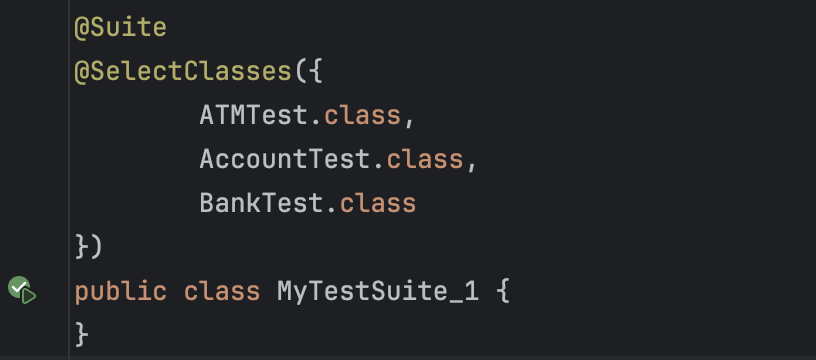 @Suite
@SelectClasses({
        ATMTest.class,
        AccountTest.class,
        BankTest.class
})
public class MyTestSuite_1 {
}